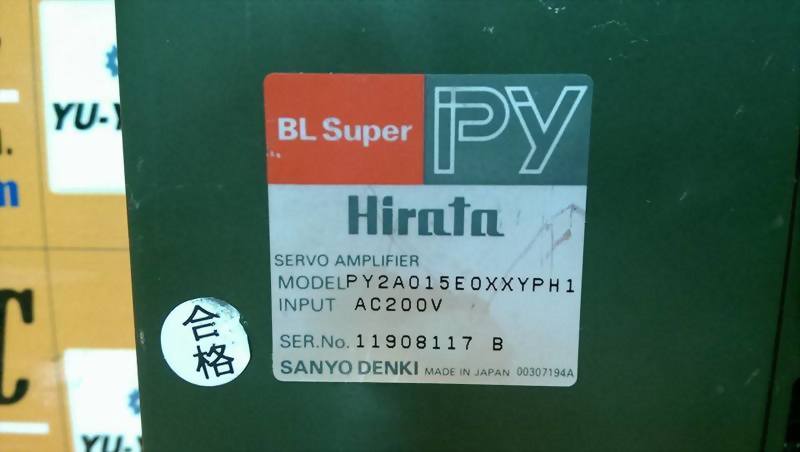 BL Super PY
Hirata
SERVO AMPLIFIER
MODEL PY2A015E0XXYPH1
INPUT AC200V
SER.No. 11908117 B
SANYO DENKI MADE IN JAPAN 00307194A
合格
YU-Y
YU-Y
C
m